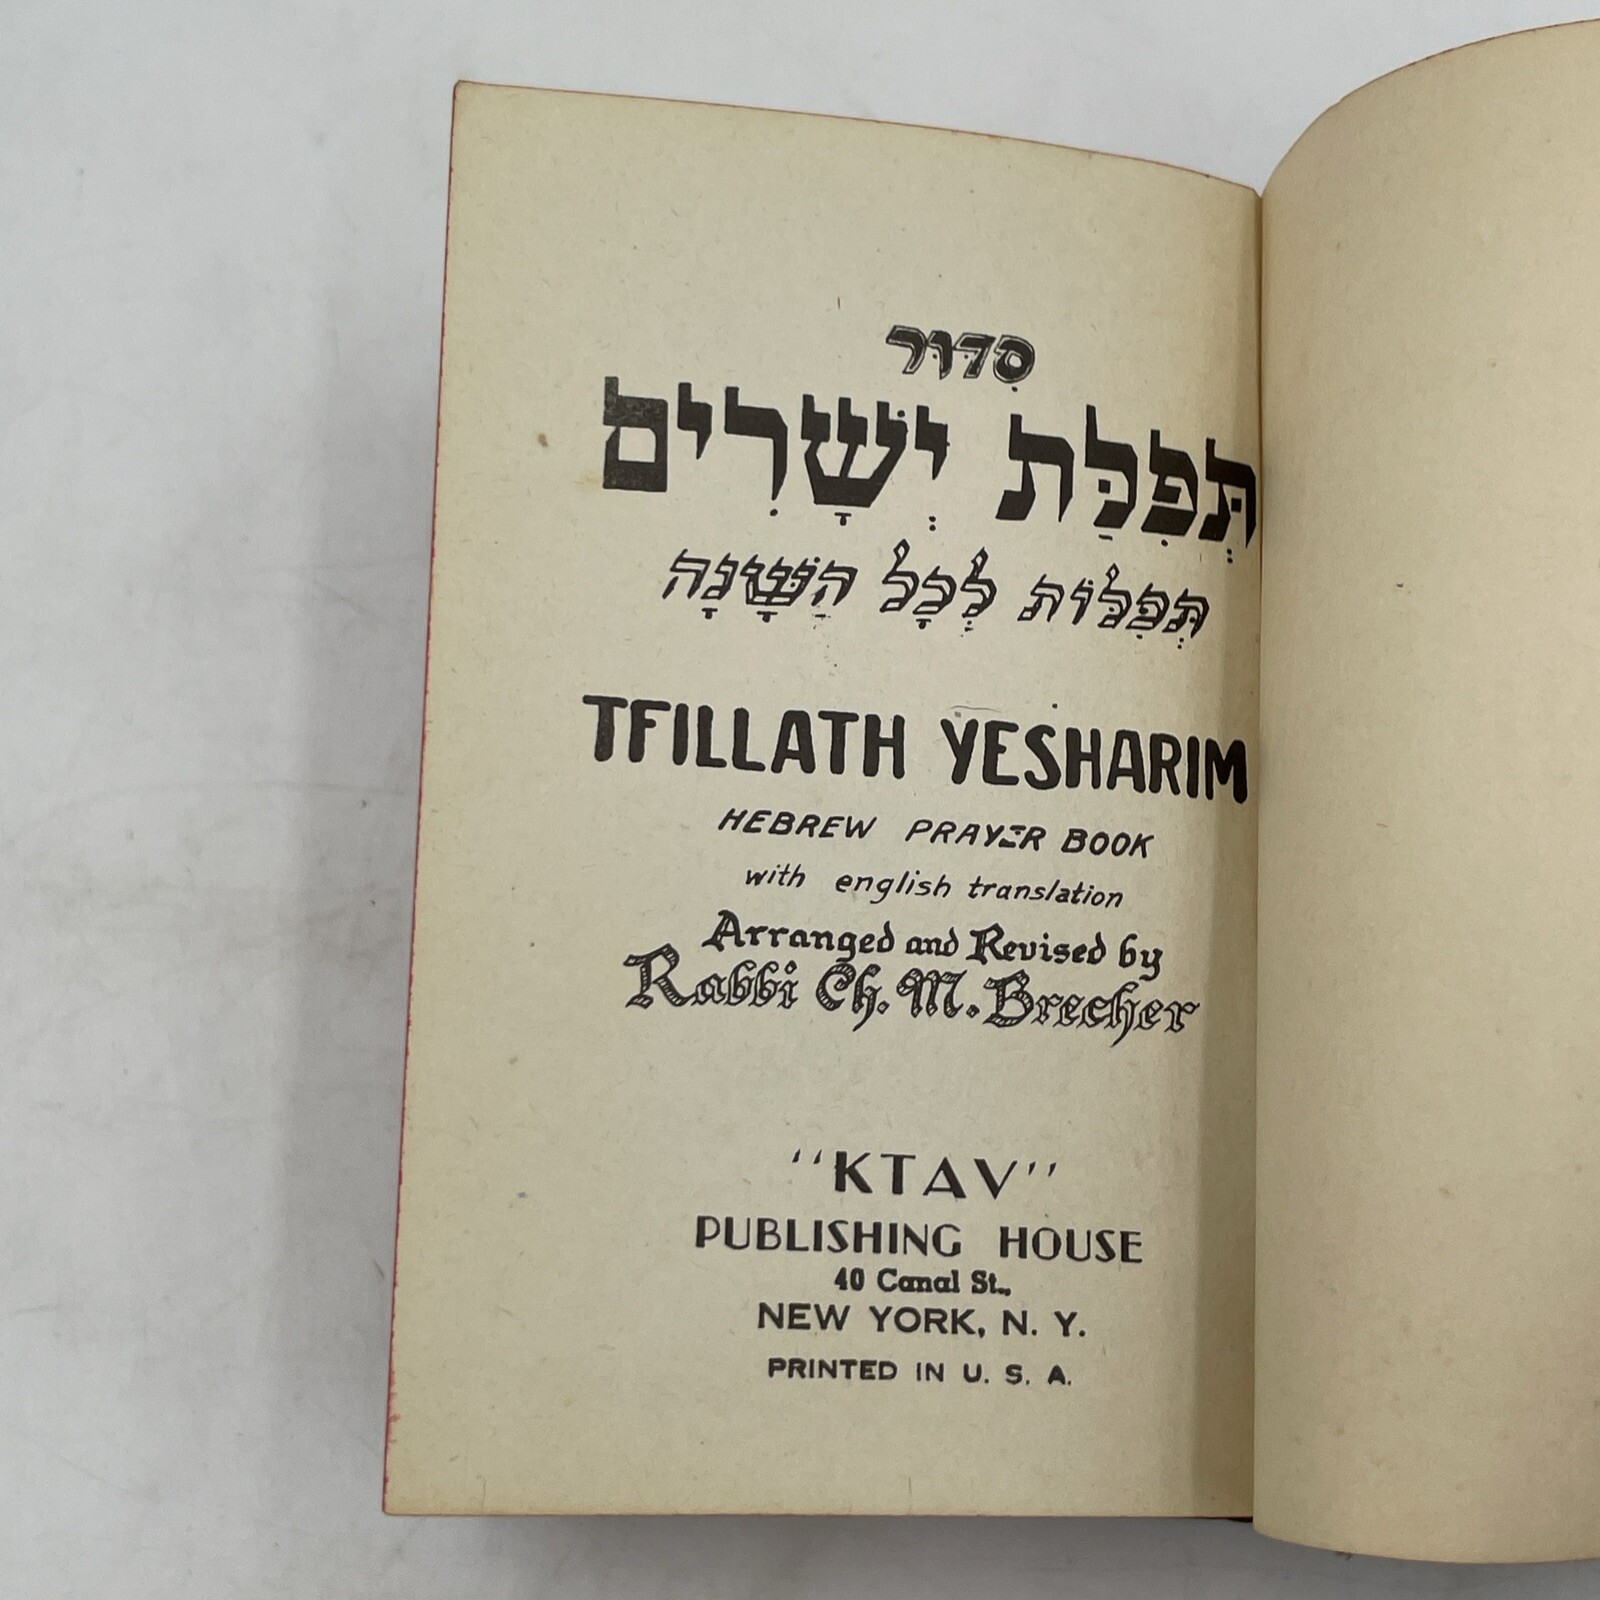 סִדּוּר
תְּפִלַּת יְשָׁרִים
תְּפִלּוֹת לְכָל הַשָּׁנָה
TFILLATH YESHARIM
HEBREW PRAYER BOOK
with english translation
Arranged and Revised by
Rabbi Ch. M. Brecher
"KTAV"
PUBLISHING HOUSE
40 Canal St.,
NEW YORK, N. Y.
PRINTED IN U. S. A.